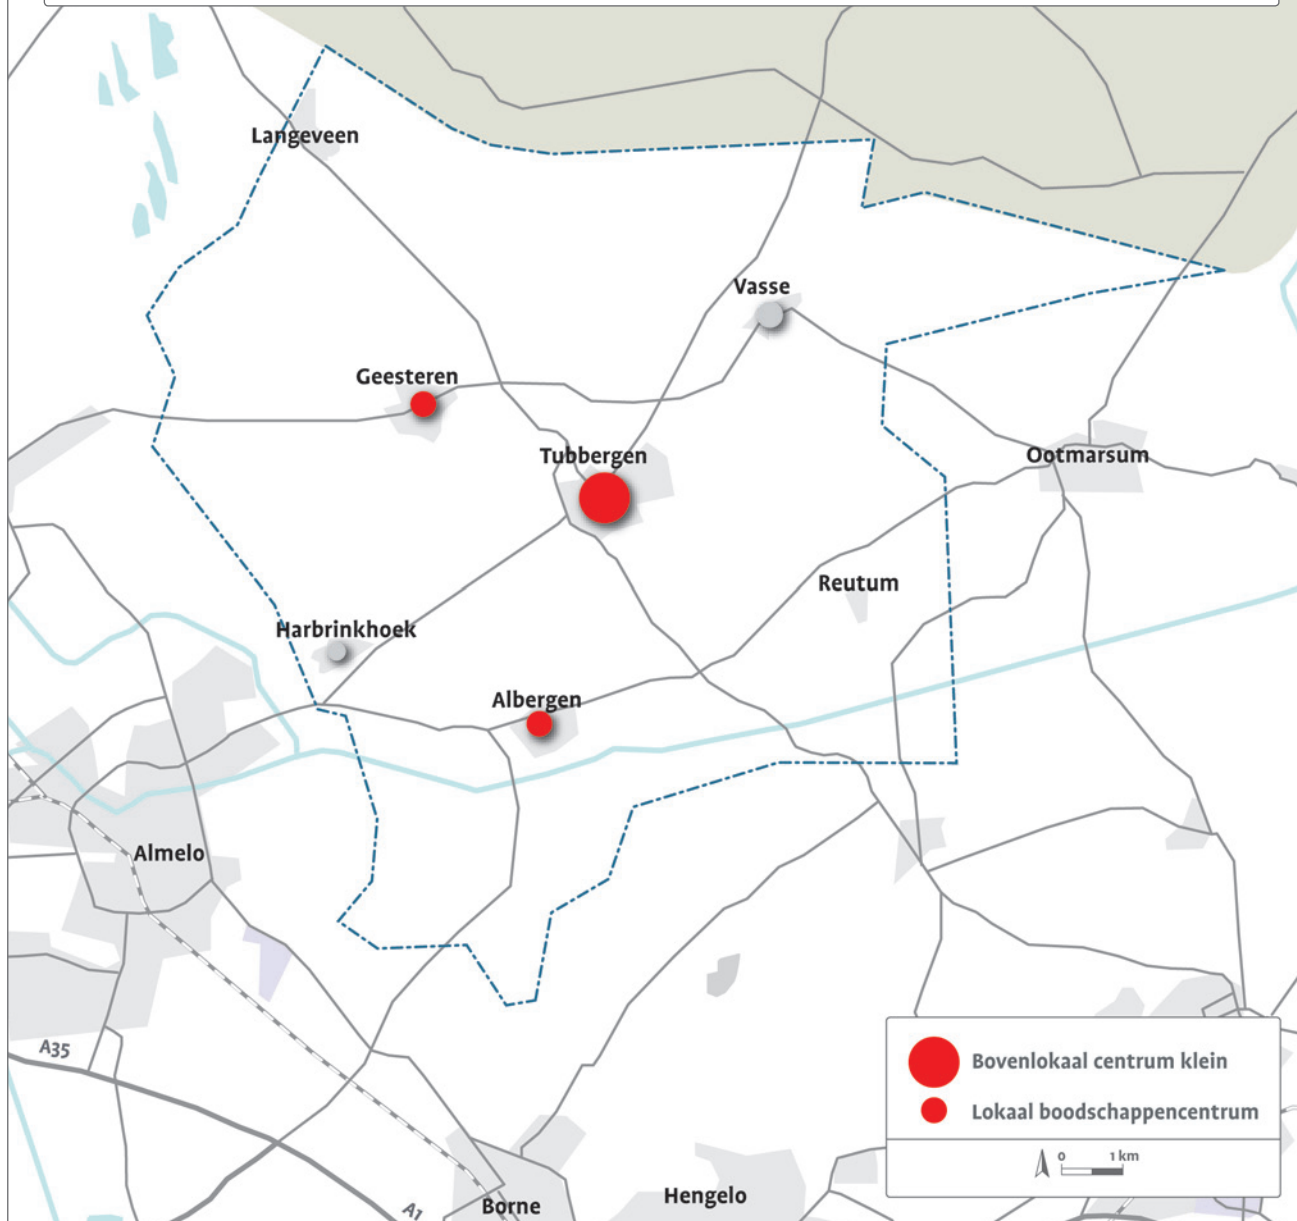 Langeveen
Vasse
Geesteren
Tubbergen
Ootmarsum
Reutum
Harbrinkhoek
Albergen
Almelo
A35
Bovenlokaal centrum klein
Lokaal boodschappencentrum
0 1 km
A1
Borne
Hengelo